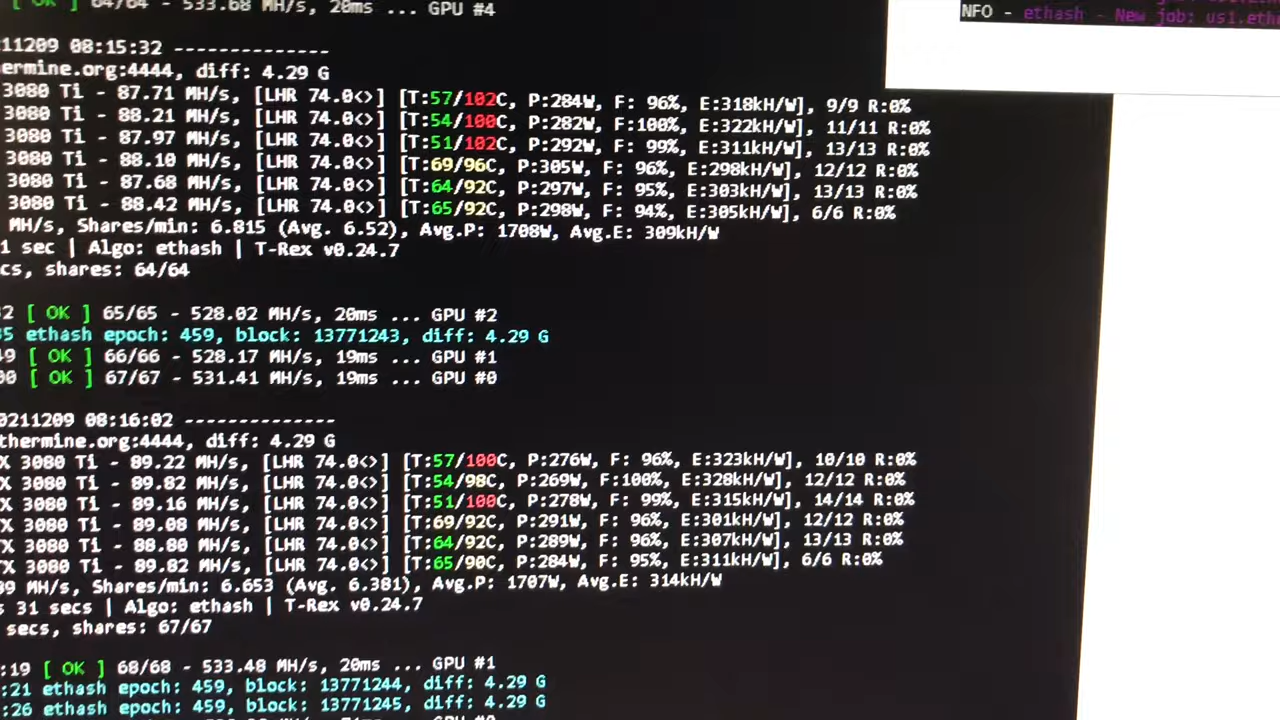 [ OK ] 64/64 - 533.68 MH/s, 20ms ... GPU #4
NFO - ethash - New job: us1.eth
11209 08:15:32 --------------
ermine.org:4444, diff: 4.29 G
3080 Ti - 87.71 MH/s, [LHR 74.0<>] [T:57/102C, P:284W, F: 96%, E:318kH/W], 9/9 R:0%
3080 Ti - 88.21 MH/s, [LHR 74.0<>] [T:54/100C, P:282W, F:100%, E:322kH/W], 11/11 R:0%
3080 Ti - 87.97 MH/s, [LHR 74.0<>] [T:51/102C, P:292W, F: 99%, E:311kH/W], 13/13 R:0%
3080 Ti - 88.10 MH/s, [LHR 74.0<>] [T:69/96C, P:305W, F: 96%, E:298kH/W], 12/12 R:0%
3080 Ti - 87.68 MH/s, [LHR 74.0<>] [T:64/92C, P:297W, F: 95%, E:303kH/W], 13/13 R:0%
3080 Ti - 88.42 MH/s, [LHR 74.0<>] [T:65/92C, P:298W, F: 94%, E:305kH/W], 6/6 R:0%
MH/s, Shares/min: 6.815 (Avg. 6.52), Avg.P: 1708W, Avg.E: 309kH/W
1 sec | Algo: ethash | T-Rex v0.24.7
cs, shares: 64/64
32 [ OK ] 65/65 - 528.02 MH/s, 20ms ... GPU #2
35 ethash epoch: 459, block: 13771243, diff: 4.29 G
49 [ OK ] 66/66 - 528.17 MH/s, 19ms ... GPU #1
00 [ OK ] 67/67 - 531.41 MH/s, 19ms ... GPU #0
0211209 08:16:02 --------------
thermine.org:4444, diff: 4.29 G
X 3080 Ti - 89.22 MH/s, [LHR 74.0<>] [T:57/100C, P:276W, F: 96%, E:323kH/W], 10/10 R:0%
X 3080 Ti - 89.82 MH/s, [LHR 74.0<>] [T:54/98C, P:269W, F:100%, E:328kH/W], 12/12 R:0%
X 3080 Ti - 89.16 MH/s, [LHR 74.0<>] [T:51/100C, P:278W, F: 99%, E:315kH/W], 14/14 R:0%
TX 3080 Ti - 89.08 MH/s, [LHR 74.0<>] [T:69/92C, P:291W, F: 96%, E:301kH/W], 12/12 R:0%
TX 3080 Ti - 88.80 MH/s, [LHR 74.0<>] [T:64/92C, P:289W, F: 96%, E:307kH/W], 13/13 R:0%
TX 3080 Ti - 89.82 MH/s, [LHR 74.0<>] [T:65/90C, P:284W, F: 95%, E:311kH/W], 6/6 R:0%
89 MH/s, Shares/min: 6.653 (Avg. 6.381), Avg.P: 1707W, Avg.E: 314kH/W
s 31 secs | Algo: ethash | T-Rex v0.24.7
secs, shares: 67/67
:19 [ OK ] 68/68 - 533.48 MH/s, 20ms ... GPU #1
:21 ethash epoch: 459, block: 13771244, diff: 4.29 G
:26 ethash epoch: 459, block: 13771245, diff: 4.29 G